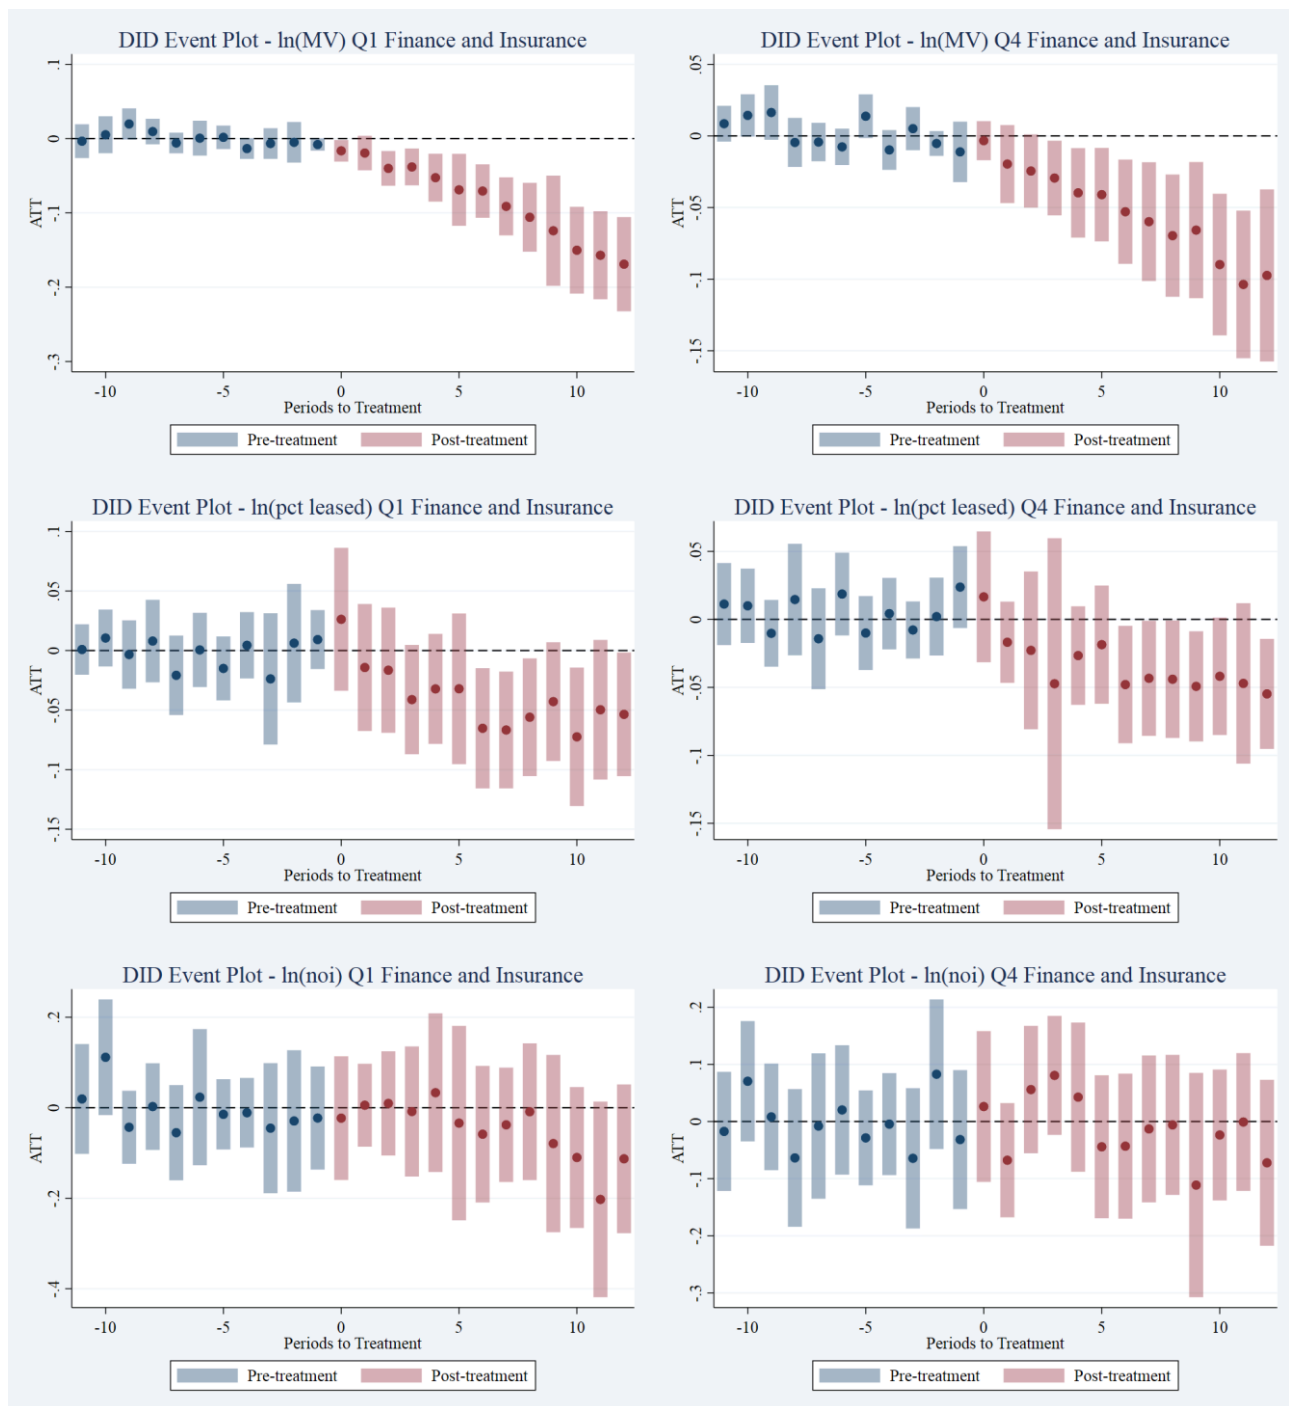 DID Event Plot - ln(MV) Q1 Finance and Insurance
.1
0
-.1
-.2
-.3
ATT
-10
-5
0
5
10
Periods to Treatment
Pre-treatment
Post-treatment
DID Event Plot - ln(MV) Q4 Finance and Insurance
.05
0
-.05
-.1
-.15
ATT
-10
-5
0
5
10
Periods to Treatment
Pre-treatment
Post-treatment
DID Event Plot - ln(pct leased) Q1 Finance and Insurance
.1
.05
0
-.05
-.1
-.15
ATT
-10
-5
0
5
10
Periods to Treatment
Pre-treatment
Post-treatment
DID Event Plot - ln(pct leased) Q4 Finance and Insurance
.05
0
-.05
-.1
-.15
ATT
-10
-5
0
5
10
Periods to Treatment
Pre-treatment
Post-treatment
DID Event Plot - ln(noi) Q1 Finance and Insurance
.2
0
-.2
-.4
ATT
-10
-5
0
5
10
Periods to Treatment
Pre-treatment
Post-treatment
DID Event Plot - ln(noi) Q4 Finance and Insurance
.2
.1
0
-.1
-.2
-.3
ATT
-10
-5
0
5
10
Periods to Treatment
Pre-treatment
Post-treatment